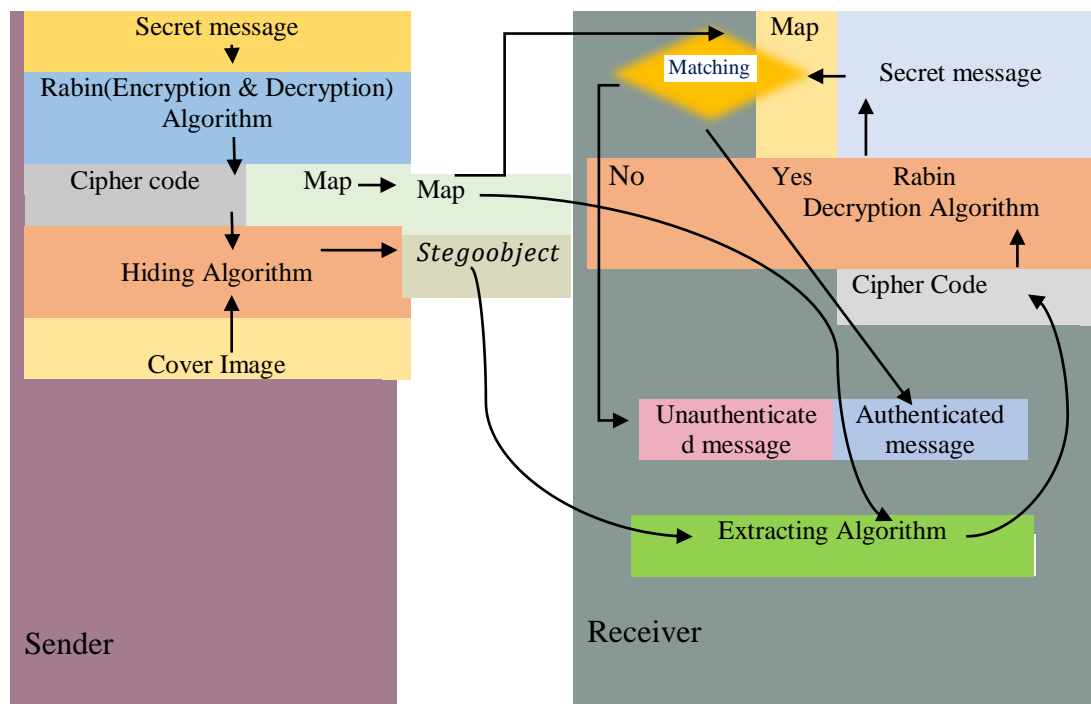 Secret message
Rabin(Encryption & Decryption)
Algorithm
Cipher code
Map
Map
Stegoobject
Hiding Algorithm
Cover Image
Sender
Map
Matching
Secret message
No
Yes
Rabin
Decryption Algorithm
Cipher Code
Unauthenticate
d message
Authenticated
message
Extracting Algorithm
Receiver